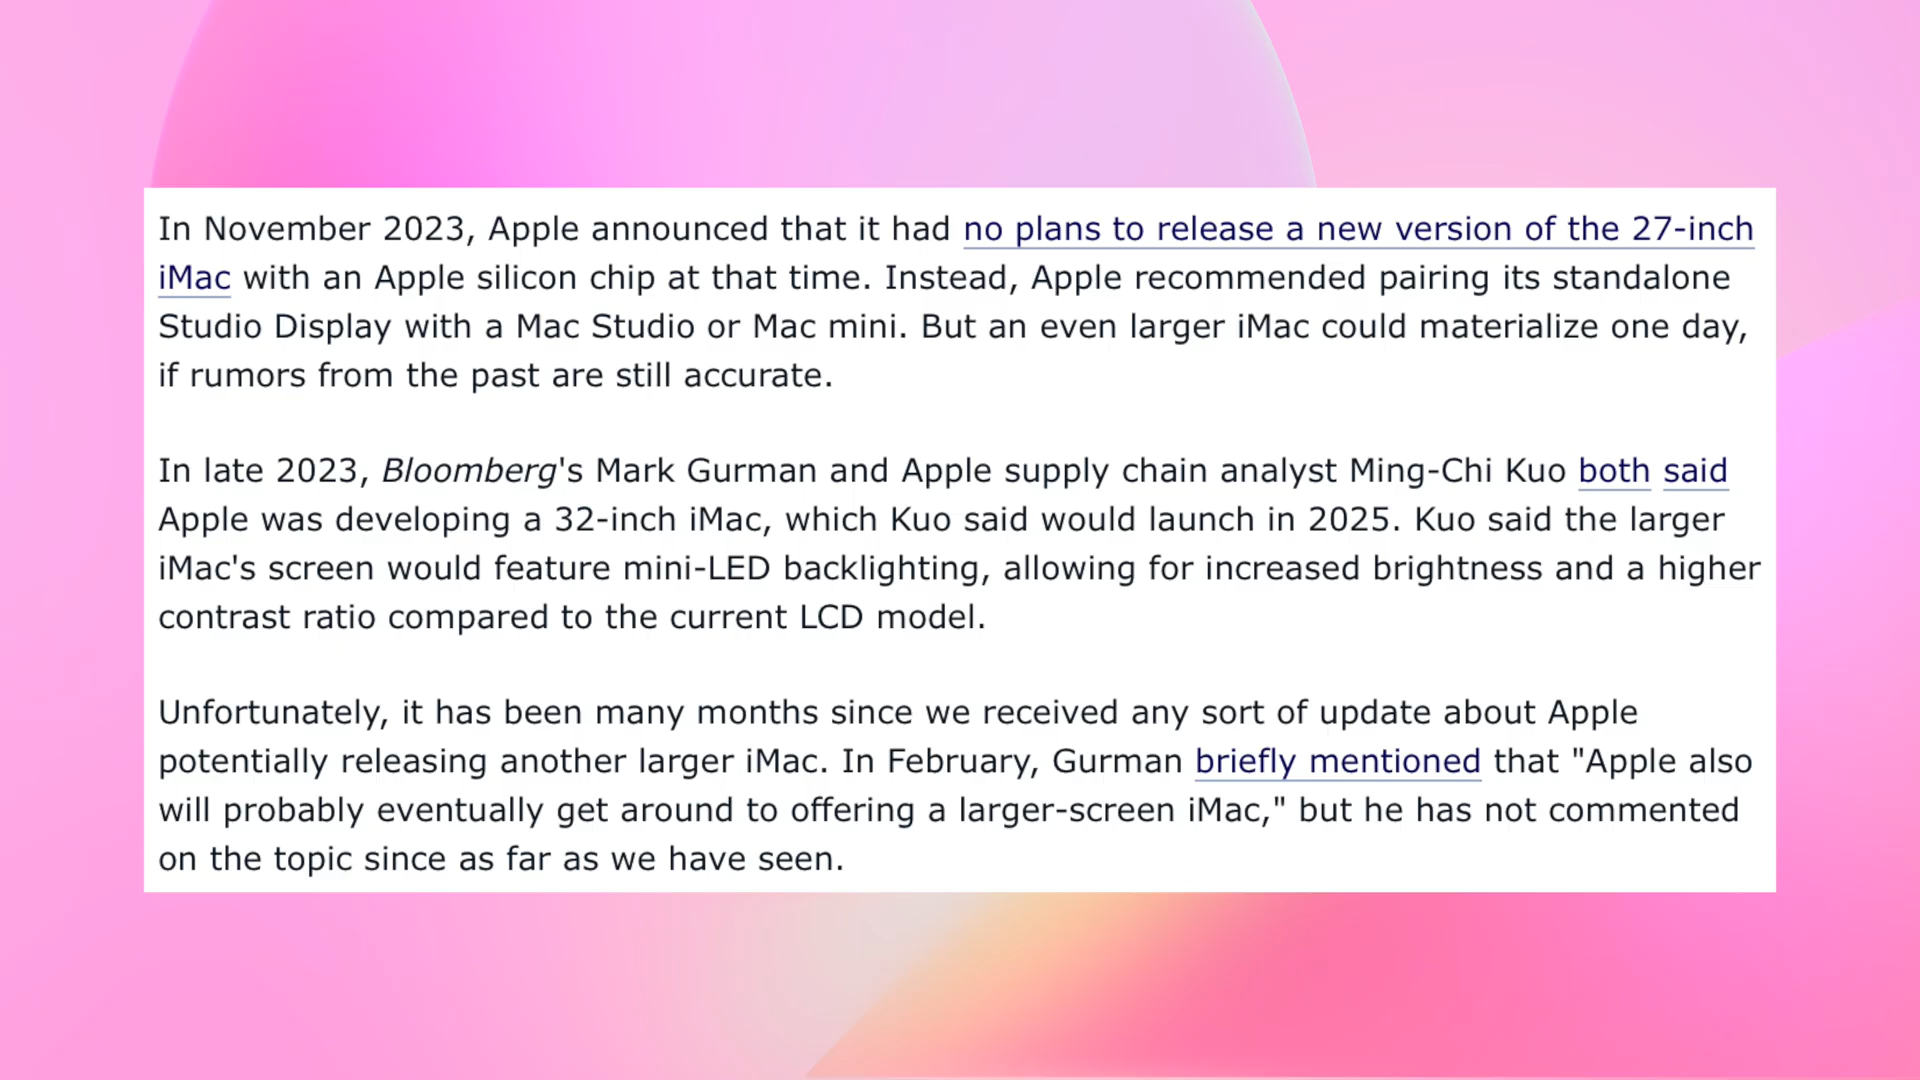 In November 2023, Apple announced that it had no plans to release a new version of the 27-inch
iMac with an Apple silicon chip at that time. Instead, Apple recommended pairing its standalone
Studio Display with a Mac Studio or Mac mini. But an even larger iMac could materialize one day,
if rumors from the past are still accurate.
In late 2023, Bloomberg's Mark Gurman and Apple supply chain analyst Ming-Chi Kuo both said
Apple was developing a 32-inch iMac, which Kuo said would launch in 2025. Kuo said the larger
iMac's screen would feature mini-LED backlighting, allowing for increased brightness and a higher
contrast ratio compared to the current LCD model.
Unfortunately, it has been many months since we received any sort of update about Apple
potentially releasing another larger iMac. In February, Gurman briefly mentioned that "Apple also
will probably eventually get around to offering a larger-screen iMac," but he has not commented
on the topic since as far as we have seen.